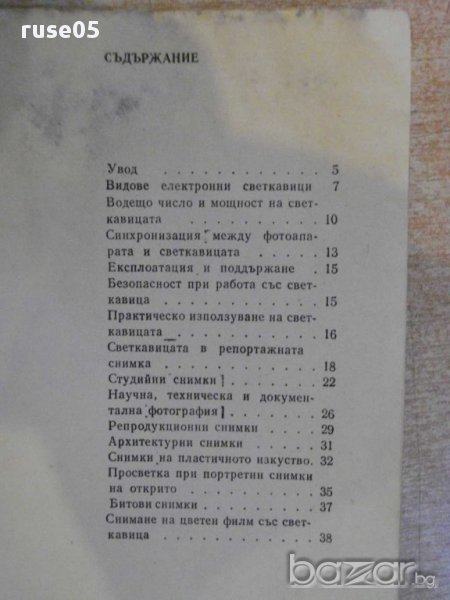 ruse05
СЪДЪРЖАНИЕ
Увод . . . . . . . . . . . 5
Видове електронни светкавици 7
Водещо число и мощност на свет-
кавицата . . . . . . . . 10
Синхронизация между фотоапа-
рата и светкавицата . . . . 13
Експлоатация и поддържане . 15
Безопасност при работа със свет-
кавица . . . . . . . . . 15
Практическо използуване на свет-
кавицата . . . . . . . . 16
Светкавицата в репортажната
снимка . . . . . . . . . 18
Студийни снимки . . . . . . 22
Научна, техническа и докумен-
тална фотография . . . . . 26
Репродукционни снимки . . . . 29
Архитектурни снимки . . . . 31
Снимки на пластичното изкуство. 32
Просветка при портретни снимки
на открито . . . . . . . 35
Битови снимки . . . . . . . 37
Снимане на цветен филм със свет-
кавица . . . . . . . . . 38
bazar.bg